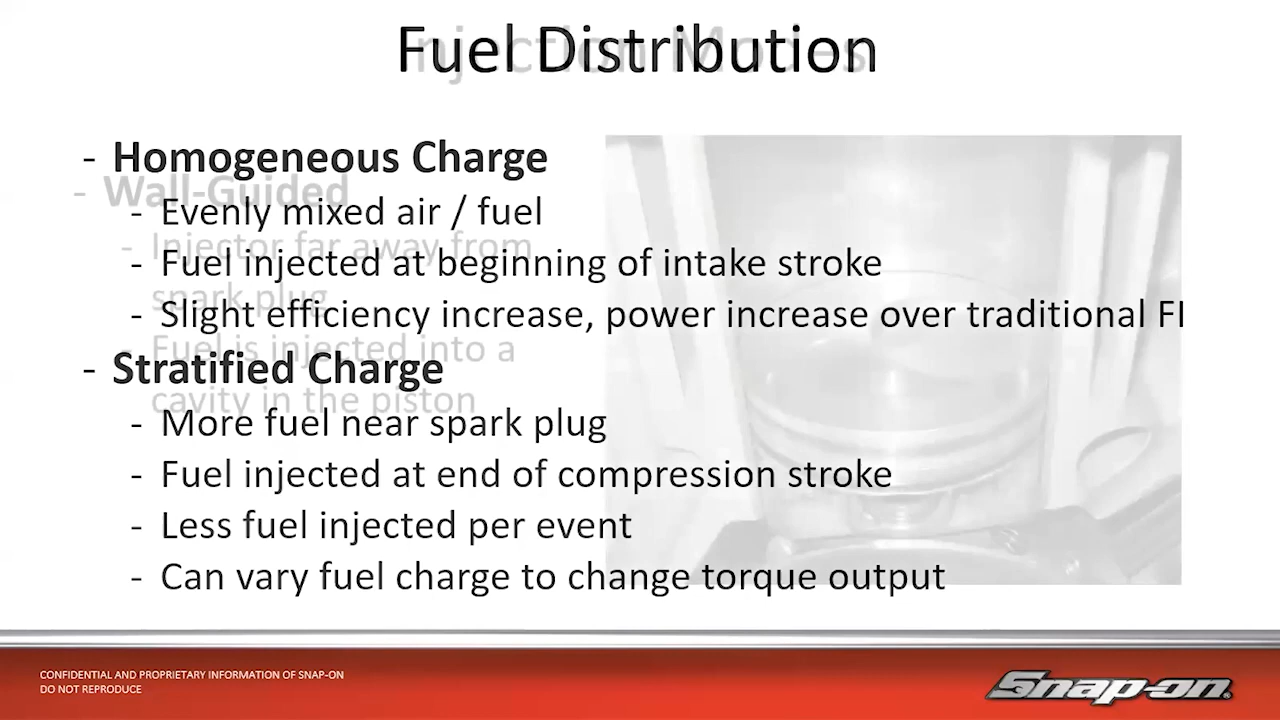 Fuel Distribution
Injection Modes
- Homogeneous Charge
- Wall-Guided
- Evenly mixed air / fuel
- Injector far away from
spark plug
- Fuel injected at beginning of intake stroke
- Slight efficiency increase, power increase over traditional FI
- Fuel is injected into a
cavity in the piston
- Stratified Charge
- More fuel near spark plug
- Fuel injected at end of compression stroke
- Less fuel injected per event
- Can vary fuel charge to change torque output
CONFIDENTIAL AND PROPRIETARY INFORMATION OF SNAP-ON
DO NOT REPRODUCE
Snap-on